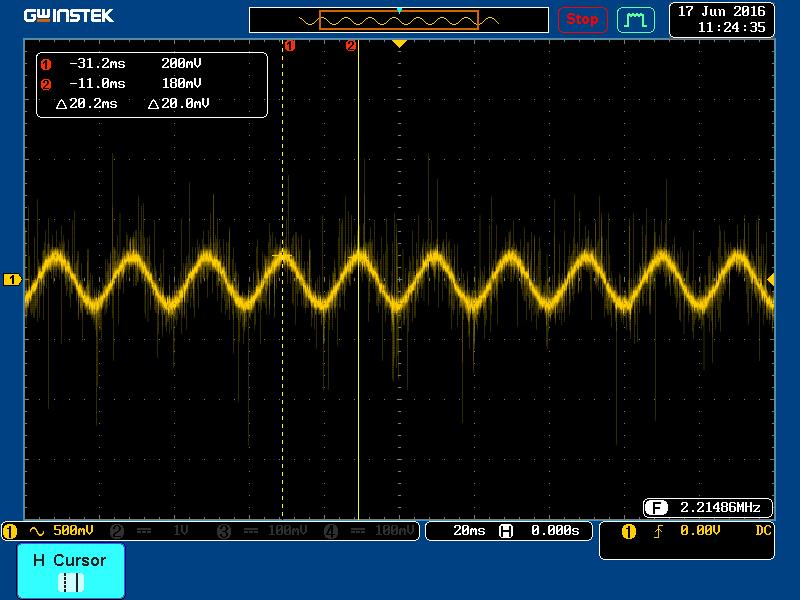 GWINSTEK
Stop
17 Jun 2016
11:24:35
1 2
1 -31.2ms 200mV
2 -11.0ms 180mV
△20.2ms △20.0mV
1
F 2.21486MHz
1 500mV 2 1V 3 100mV 4 100mV
20ms H 0.000s
1 0.00V DC
H Cursor